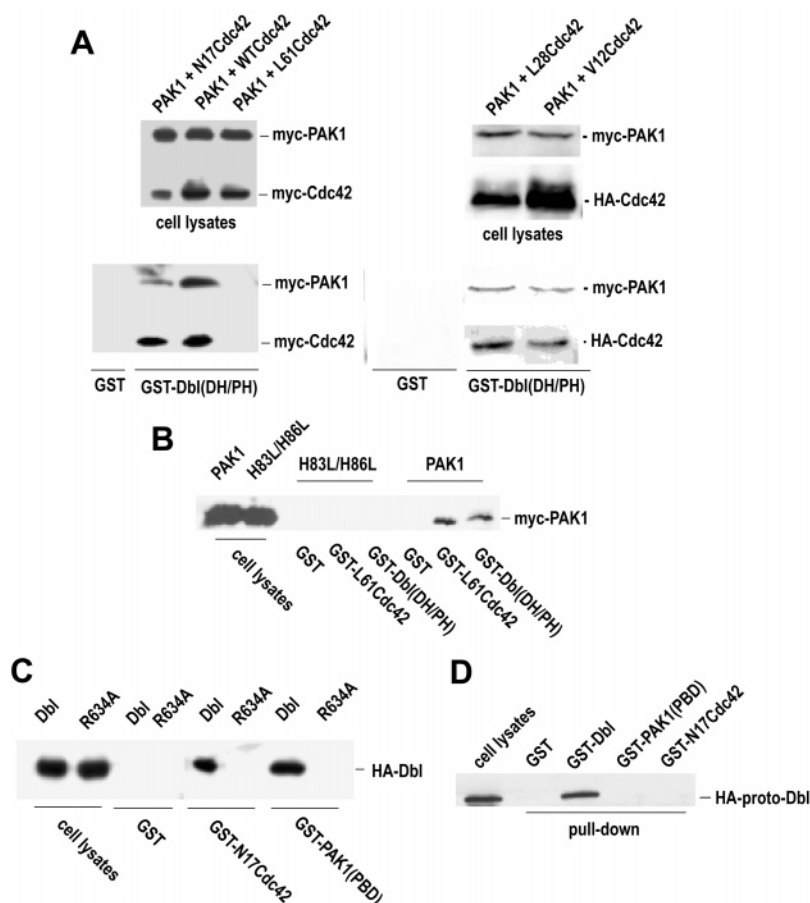 A
PAK1 + N17Cdc42
PAK1 + WTCdc42
PAK1 + L61Cdc42
myc-PAK1
myc-Cdc42
cell lysates
PAK1 + L28Cdc42
PAK1 + V12Cdc42
myc-PAK1
HA-Cdc42
cell lysates
myc-PAK1
myc-Cdc42
GST
GST-Dbl(DH/PH)
myc-PAK1
HA-Cdc42
GST
GST-Dbl(DH/PH)
B
PAK1
H83L/H86L
H83L/H86L
PAK1
myc-PAK1
cell lysates
GST
GST-L61Cdc42
GST-Dbl(DH/PH)
GST
GST-L61Cdc42
GST-Dbl(DH/PH)
C
Dbl
R634A
Dbl
R634A
Dbl
R634A
Dbl
R634A
HA-Dbl
cell lysates
GST
GST-N17Cdc42
GST-PAK1(PBD)
D
cell lysates
GST
GST-Dbl
GST-PAK1(PBD)
GST-N17Cdc42
HA-proto-Dbl
pull-down